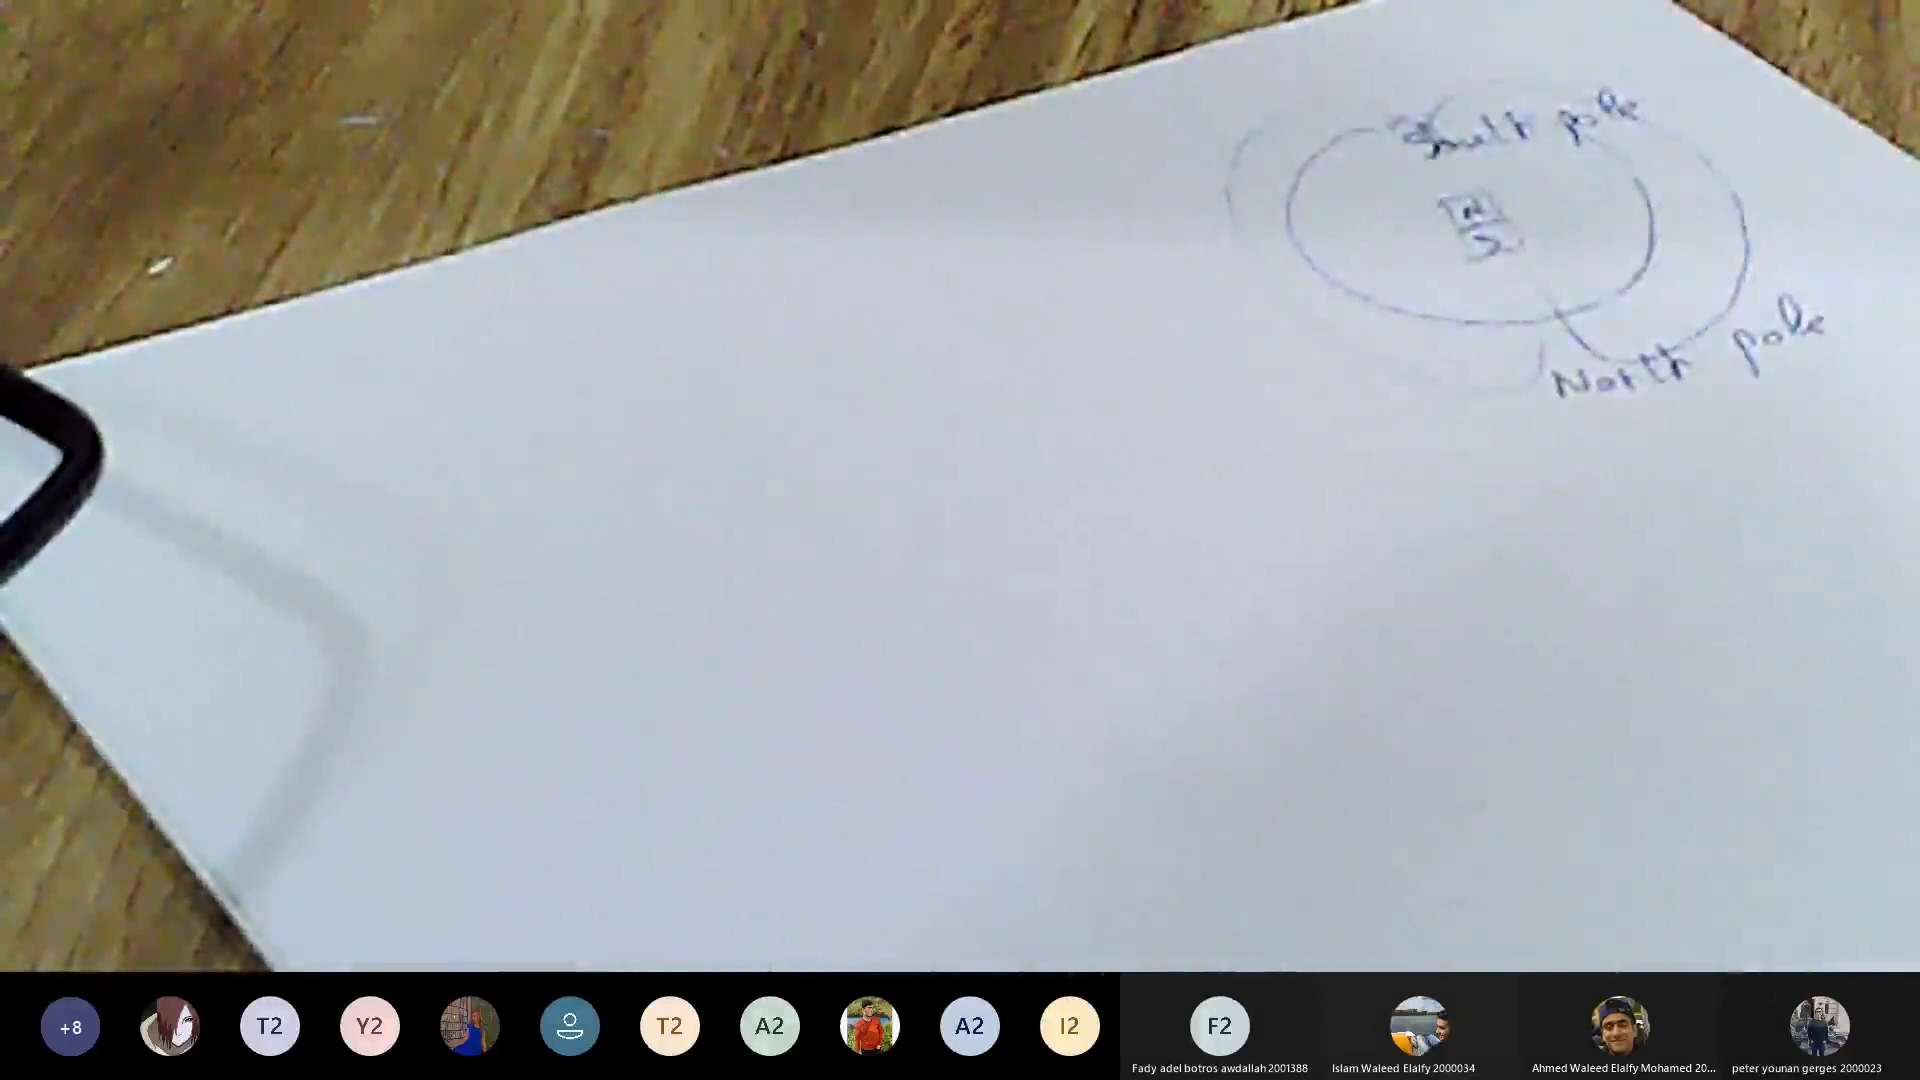 South pole
N
S
North pole
+8
T2
Y2
T2
A2
A2
I2
F2
Fady adel botros awdallah 2001388
Islam Waleed Elalfy 2000034
Ahmed Waleed Elalfy Mohamed 20...
peter younan gerges 2000023